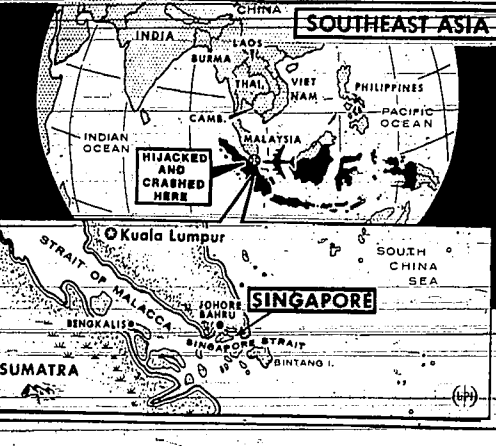 CHINA
SOUTHEAST ASIA
INDIA
LAOS
BURMA
THAI.
VIET
NAM
PHILIPPINES
CAMB.
PACIFIC
OCEAN
INDIAN
OCEAN
MALAYSIA
HIJACKED
AND
CRASHED
HERE
Kuala Lumpur
STRAIT OF MALACCA
SOUTH
CHINA
SEA
JOHORE
BAHRU
SINGAPORE
BENGKALIS
SINGAPORE STRAIT
BINTANG I.
SUMATRA